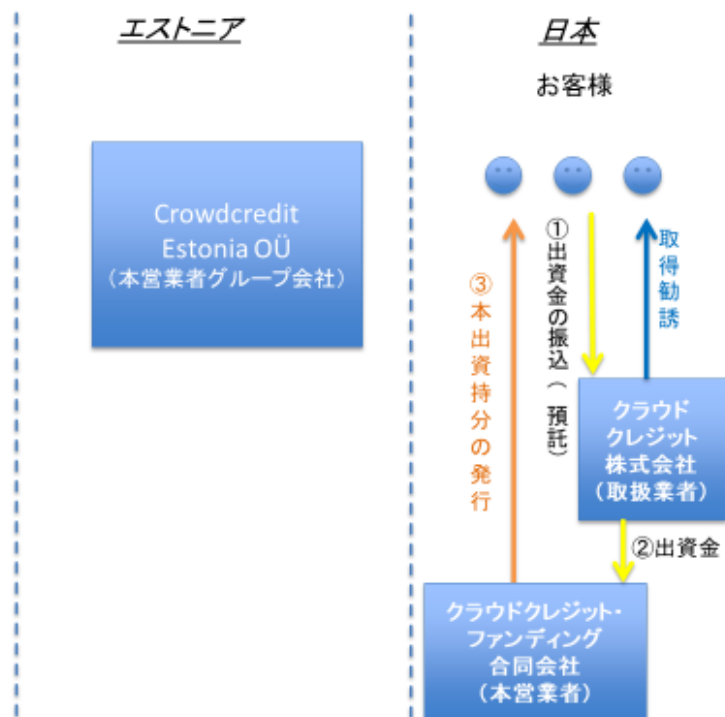 エストニア
日本
お客様
Crowdcredit
Estonia OÜ
（本営業者グループ会社）
③本出資持分の発行
①出資金の振込（預託）
取得勧誘
クラウド
クレジット
株式会社
（取扱業者）
②出資金
クラウドクレジット・
ファンディング
合同会社
（本営業者）